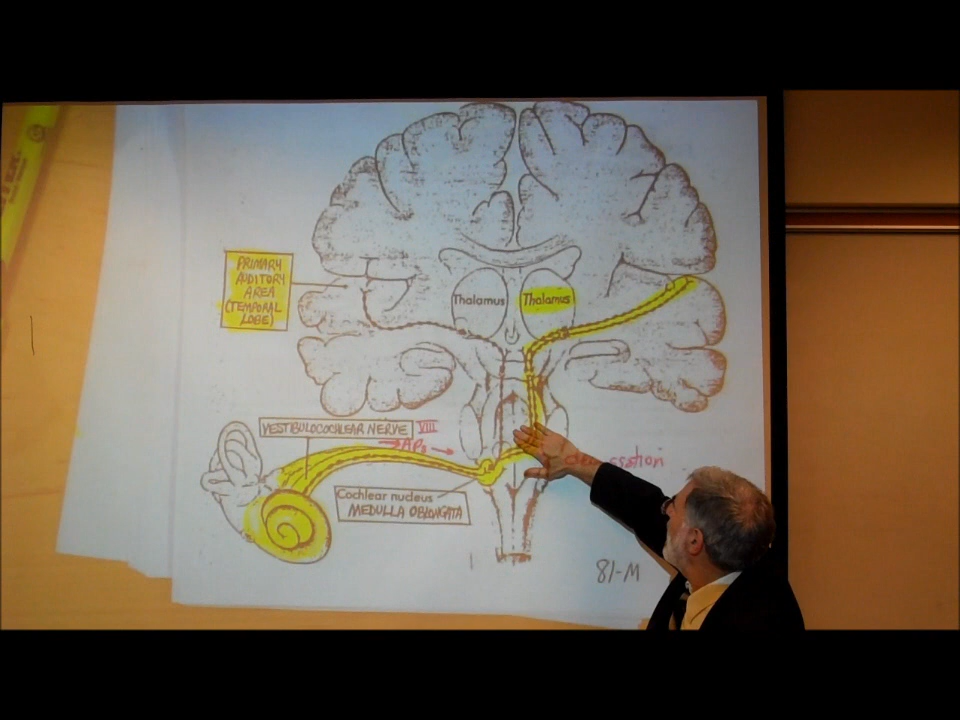 PRIMARY
AUDITORY
AREA
(TEMPORAL
LOBE)
Thalamus
Thalamus
VESTIBULOCOCHLEAR NERVE VIII
→APs →
Cochlear nucleus
MEDULLA OBLONGATA
81-M